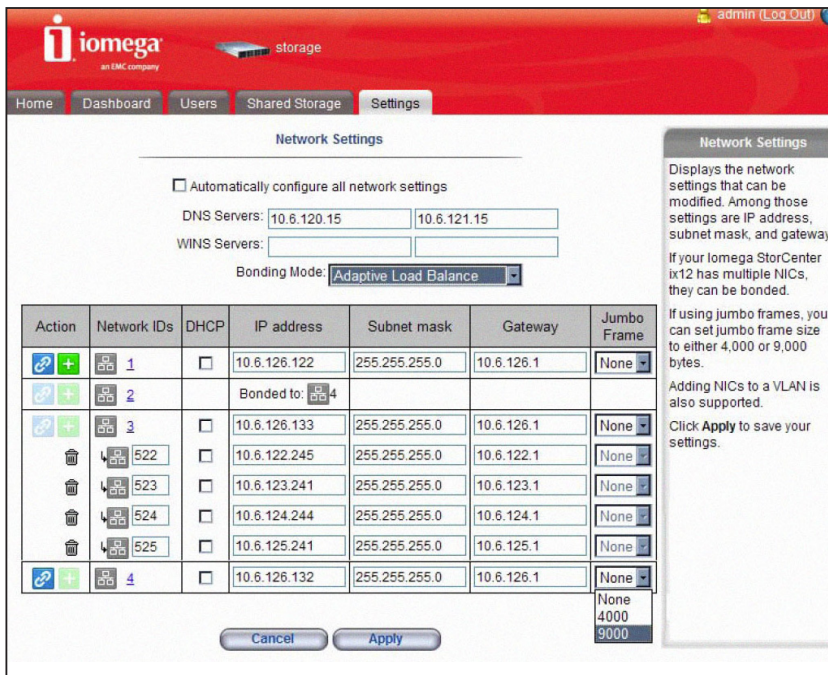 admin (Log Out)
iomega
an EMC company
storage
Home Dashboard Users Shared Storage Settings
Network Settings
Automatically configure all network settings
DNS Servers: 10.6.120.15 10.6.121.15
WINS Servers:
Bonding Mode: Adaptive Load Balance
Action Network IDs DHCP IP address Subnet mask Gateway Jumbo Frame
1 10.6.126.122 255.255.255.0 10.6.126.1 None
2 Bonded to: 4
3 10.6.126.133 255.255.255.0 10.6.126.1 None
522 10.6.122.245 255.255.255.0 10.6.122.1 None
523 10.6.123.241 255.255.255.0 10.6.123.1 None
524 10.6.124.244 255.255.255.0 10.6.124.1 None
525 10.6.125.241 255.255.255.0 10.6.125.1 None
4 10.6.126.132 255.255.255.0 10.6.126.1 None
None
4000
9000
Cancel Apply
Network Settings
Displays the network
settings that can be
modified. Among those
settings are IP address,
subnet mask, and gateway
If your Iomega StorCenter
ix12 has multiple NICs,
they can be bonded.
If using jumbo frames, you
can set jumbo frame size
to either 4,000 or 9,000
bytes.
Adding NICs to a VLAN is
also supported.
Click Apply to save your
settings.